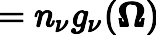 = n_ν g_ν(Ω)